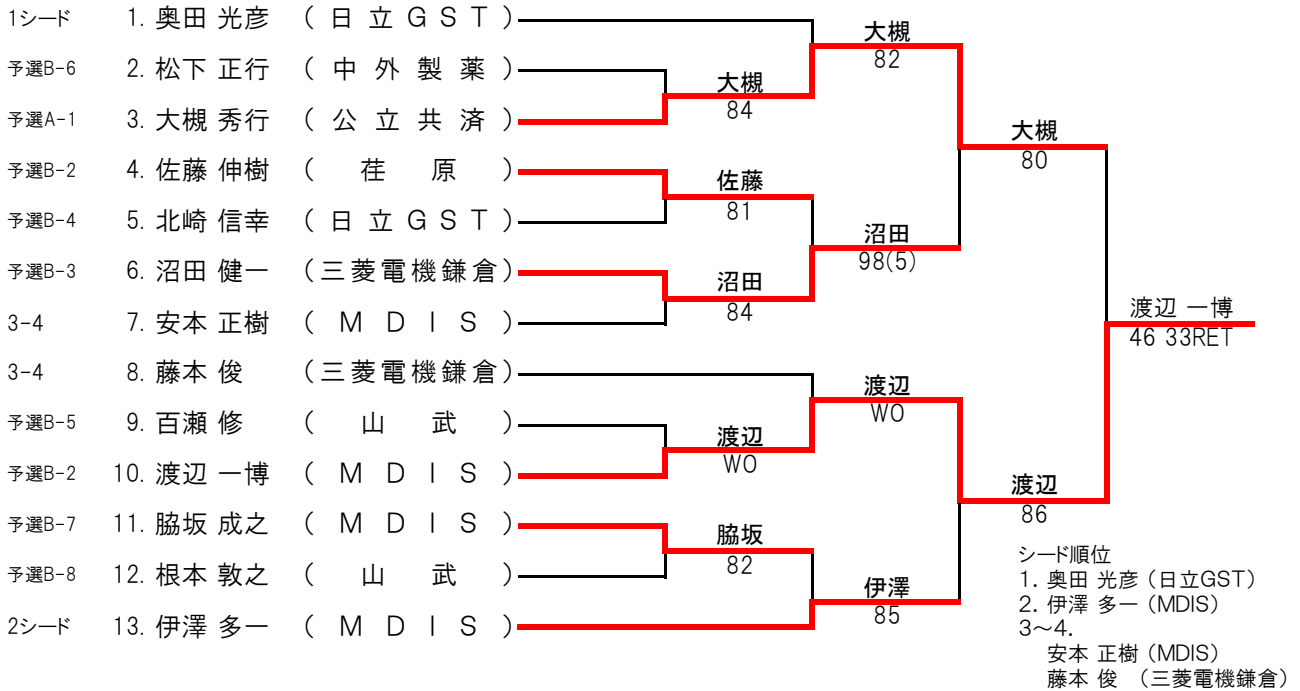 1シード 1. 奥田 光彦 (日立GST)
予選B-6 2. 松下 正行 (中外製薬)
予選A-1 3. 大槻 秀行 (公立共済)
予選B-2 4. 佐藤 伸樹 (荏原)
予選B-4 5. 北崎 信幸 (日立GST)
予選B-3 6. 沼田 健一 (三菱電機鎌倉)
3-4 7. 安本 正樹 (MDIS)
3-4 8. 藤本 俊 (三菱電機鎌倉)
予選B-5 9. 百瀬 修 (山武)
予選B-2 10. 渡辺 一博 (MDIS)
予選B-7 11. 脇坂 成之 (MDIS)
予選B-8 12. 根本 敦之 (山武)
2シード 13. 伊澤 多一 (MDIS)
大槻
84
佐藤
81
沼田
84
渡辺
WO
脇坂
82
大槻
82
沼田
98(5)
渡辺
WO
伊澤
85
大槻
80
渡辺
86
渡辺 一博
46 33RET
シード順位
1. 奥田 光彦 (日立GST)
2. 伊澤 多一 (MDIS)
3～4.
安本 正樹 (MDIS)
藤本 俊 (三菱電機鎌倉)